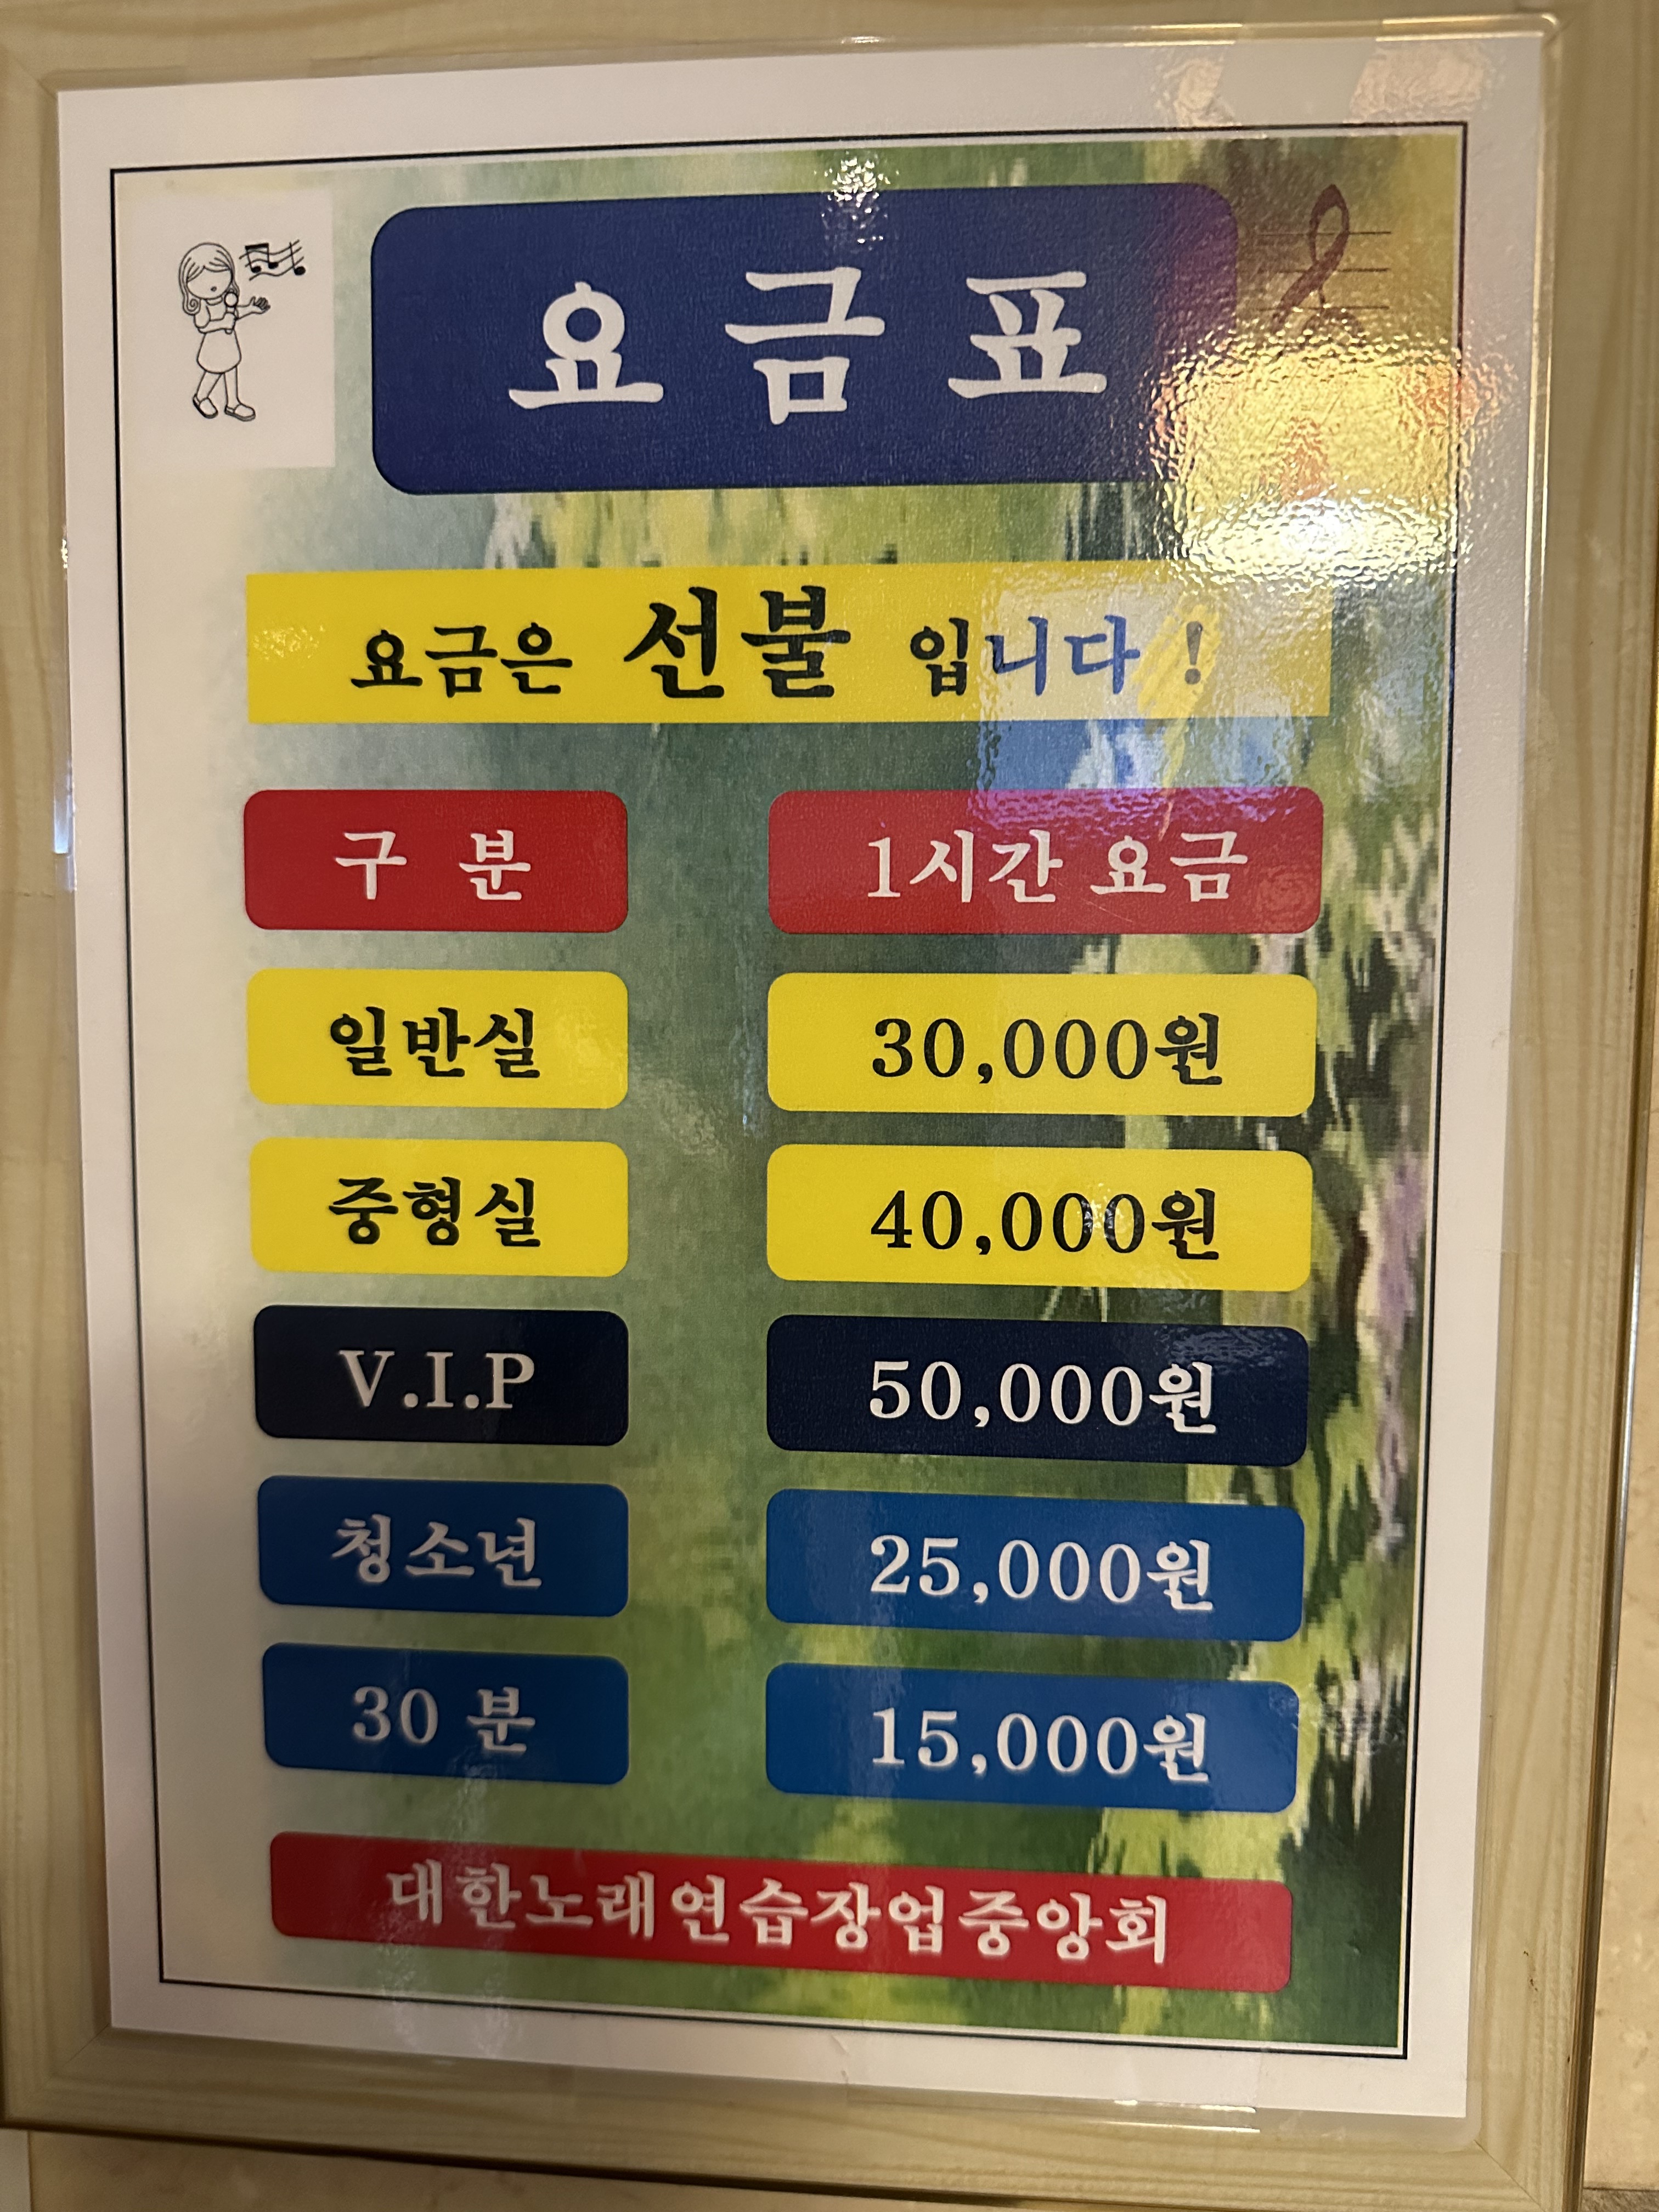 요금표
요금은 선불 입니다 !
구 분 1시간 요금
일반실 30,000원
중형실 40,000원
V.I.P 50,000원
청소년 25,000원
30 분 15,000원
대한노래연습장업중앙회